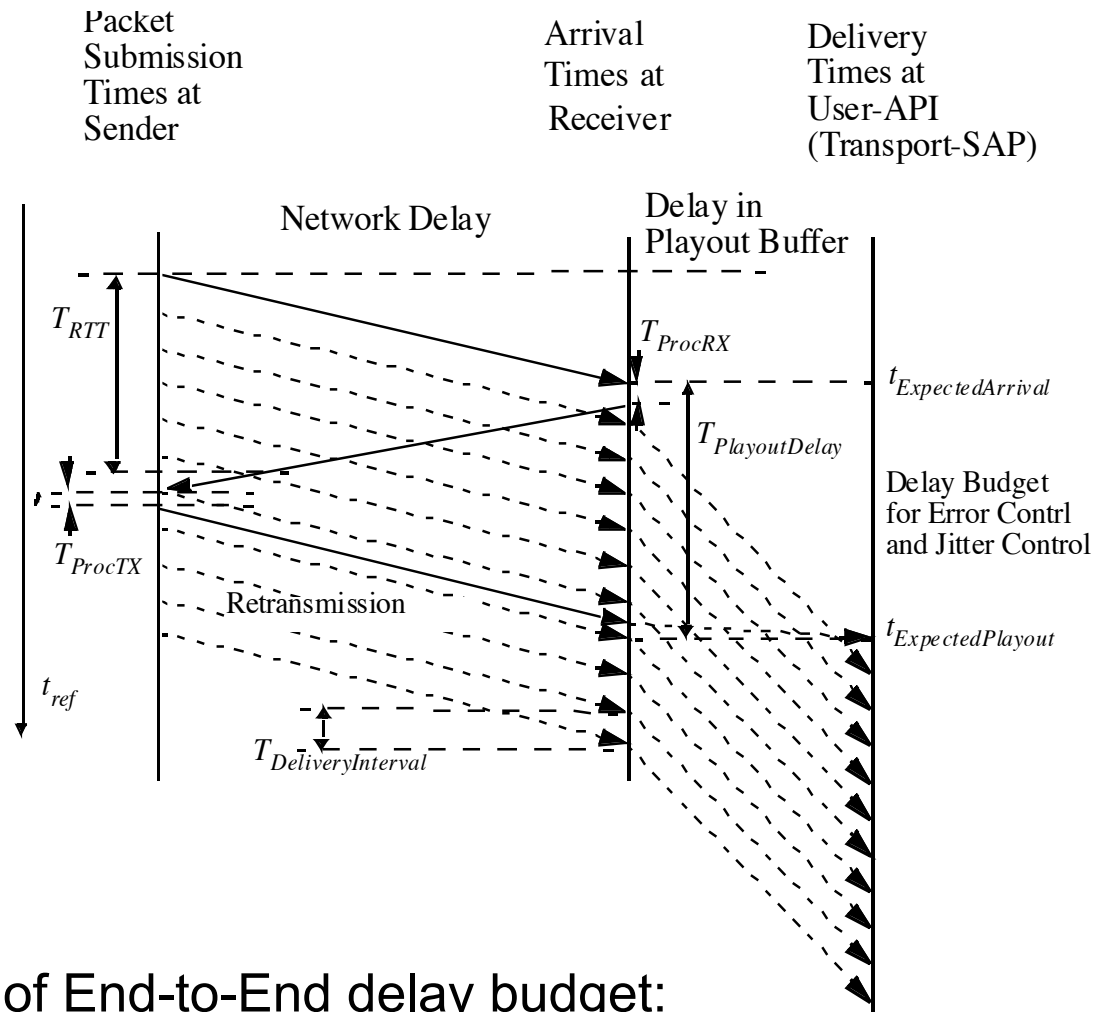 Packet
Submission
Times at
Sender
Arrival
Times at
Receiver
Delivery
Times at
User-API
(Transport-SAP)
Network Delay
Delay in
Playout Buffer
T_RTT
T_ProcRX
t_ExpectedArrival
T_PlayoutDelay
Delay Budget
for Error Contrl
and Jitter Control
T_ProcTX
Retransmission
t_ExpectedPlayout
t_ref
T_DeliveryInterval
of End-to-End delay budget: